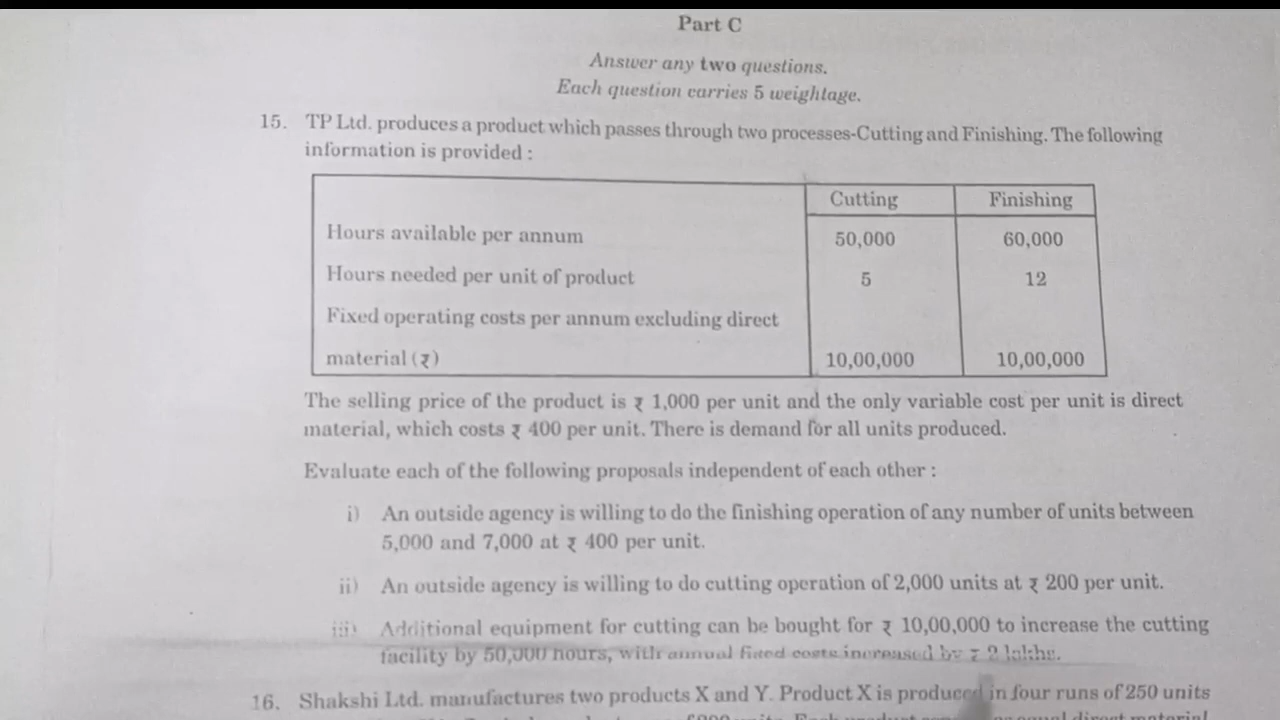 Part C
Answer any two questions.
Each question carries 5 weightage.
15. TP Ltd. produces a product which passes through two processes-Cutting and Finishing. The following
information is provided :
Cutting Finishing
Hours available per annum 50,000 60,000
Hours needed per unit of product 5 12
Fixed operating costs per annum excluding direct
material (₹) 10,00,000 10,00,000
The selling price of the product is ₹ 1,000 per unit and the only variable cost per unit is direct
material, which costs ₹ 400 per unit. There is demand for all units produced.
Evaluate each of the following proposals independent of each other :
i) An outside agency is willing to do the finishing operation of any number of units between
5,000 and 7,000 at ₹ 400 per unit.
ii) An outside agency is willing to do cutting operation of 2,000 units at ₹ 200 per unit.
iii) Additional equipment for cutting can be bought for ₹ 10,00,000 to increase the cutting
facility by 50,000 hours, with annual fixed costs increased by ₹ 2 lakhs.
16. Shakshi Ltd. manufactures two products X and Y. Product X is produced in four runs of 250 units